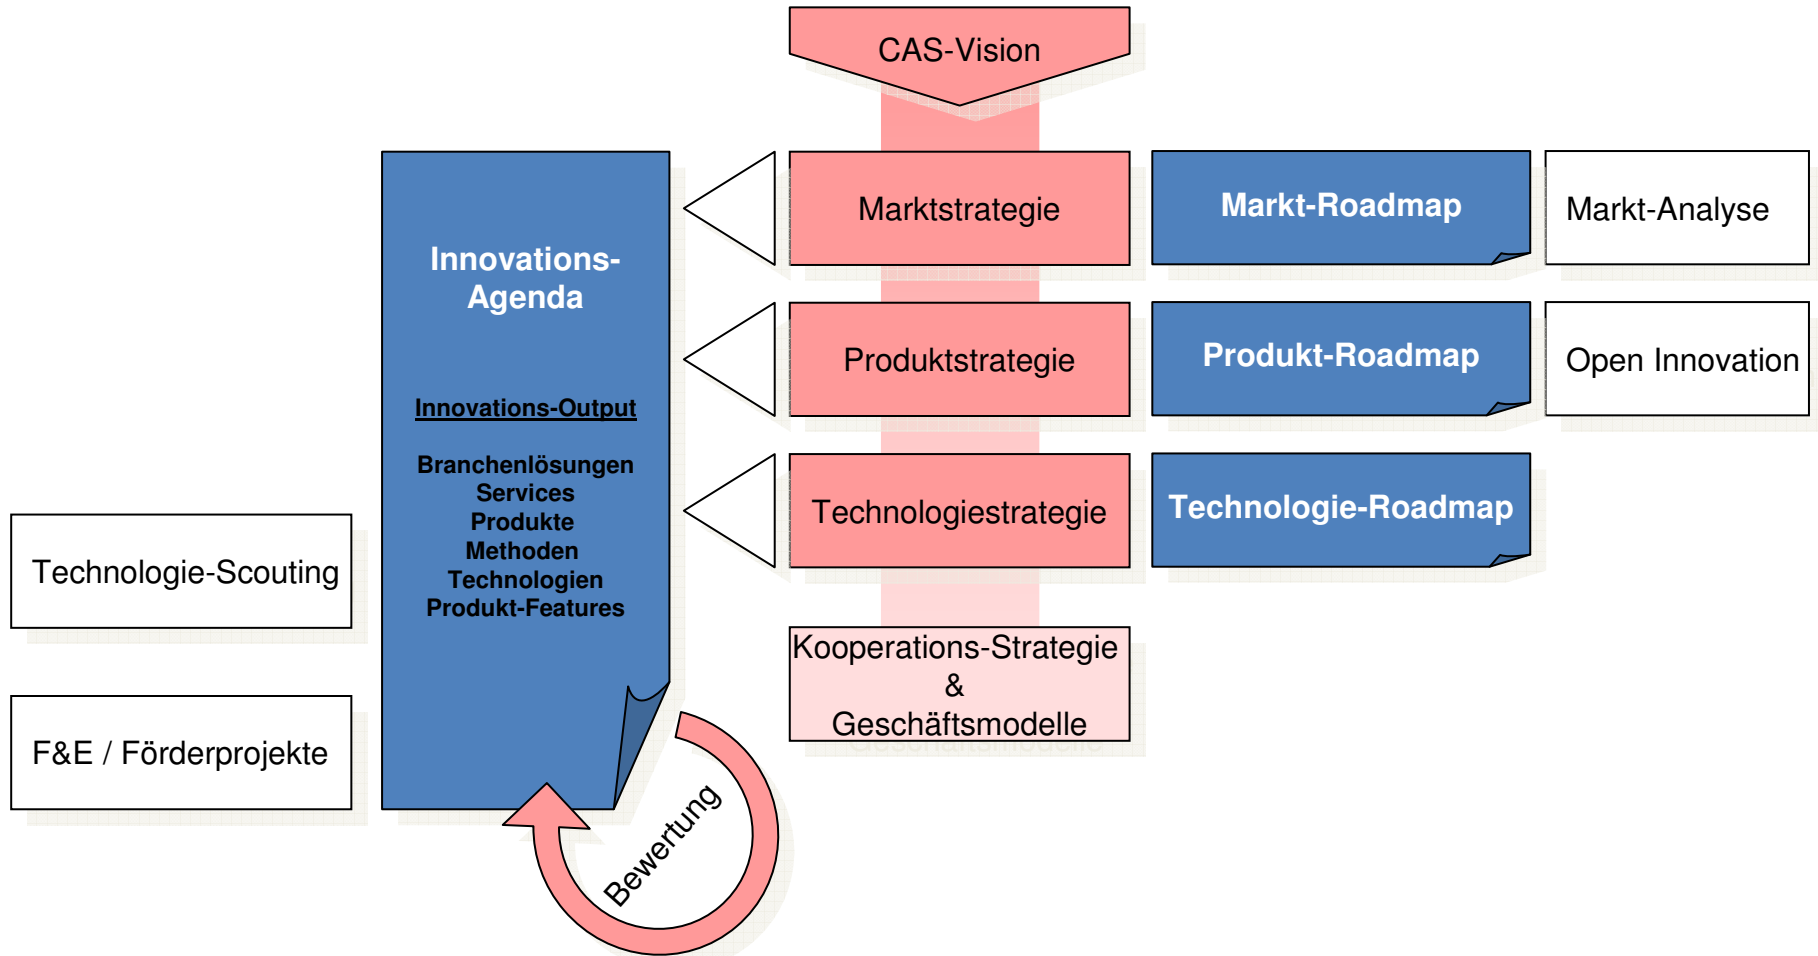 CAS-Vision
Innovations-
Agenda
Innovations-Output
Branchenlösungen
Services
Produkte
Methoden
Technologien
Produkt-Features
Marktstrategie
Markt-Roadmap
Markt-Analyse
Produktstrategie
Produkt-Roadmap
Open Innovation
Technologiestrategie
Technologie-Roadmap
Technologie-Scouting
F&E / Förderprojekte
Kooperations-Strategie
&
Geschäftsmodelle
Bewertung